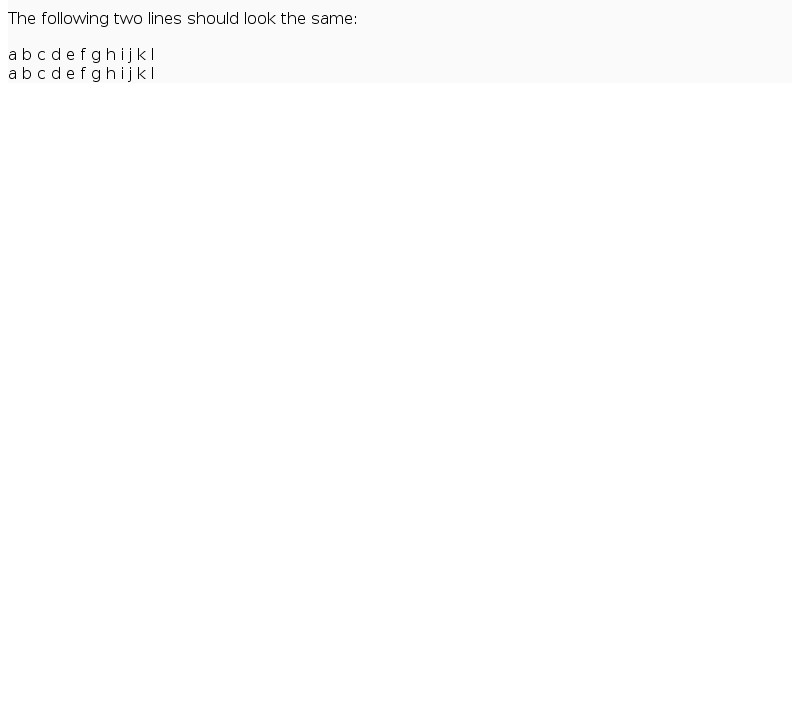 The following two lines should look the same:
a b c d e f g h i j k l
a b c d e f g h i j k l